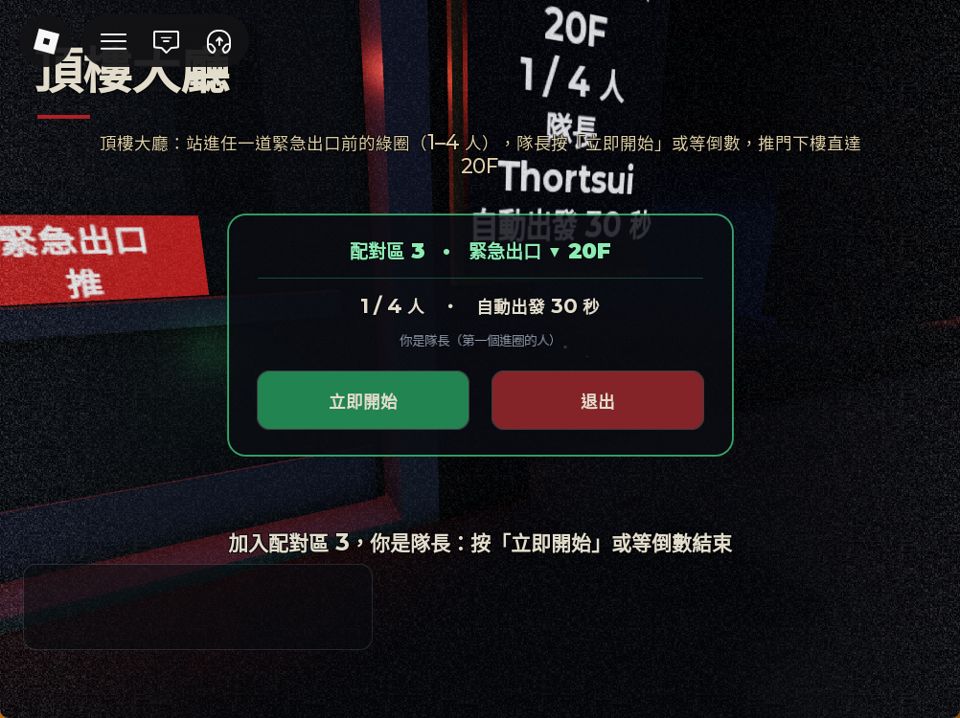 20F
1 / 4 人
頂樓大廳
隊長
頂樓大廳：站進任一道緊急出口前的綠圈（1–4 人），隊長按「立即開始」或等倒數，推門下樓直達
20F
Thortsui
自動出發 30 秒
緊急出口
推
配對區 3 • 緊急出口 ▼ 20F
1 / 4 人 • 自動出發 30 秒
你是隊長（第一個進圈的人）
立即開始
退出
加入配對區 3，你是隊長：按「立即開始」或等倒數結束